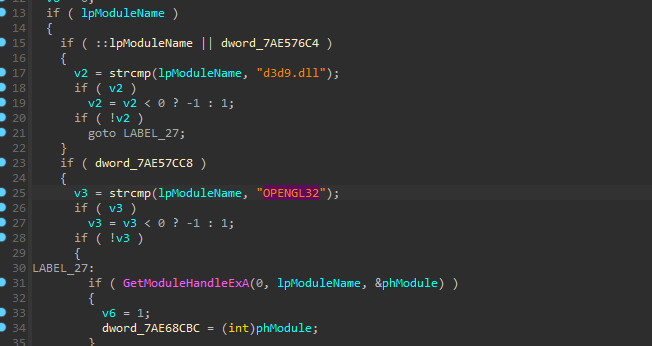 13 if ( lpModuleName )
14 {
15 if ( ::lpModuleName || dword_7AE576C4 )
16 {
17 v2 = strcmp(lpModuleName, "d3d9.dll");
18 if ( v2 )
19 v2 = v2 < 0 ? -1 : 1;
20 if ( !v2 )
21 goto LABEL_27;
22 }
23 if ( dword_7AE57CC8 )
24 {
25 v3 = strcmp(lpModuleName, "OPENGL32");
26 if ( v3 )
27 v3 = v3 < 0 ? -1 : 1;
28 if ( !v3 )
29 {
30 LABEL_27:
31 if ( GetModuleHandleExA(0, lpModuleName, &phModule) )
32 {
33 v6 = 1;
34 dword_7AE68CBC = (int)phModule;
35 }